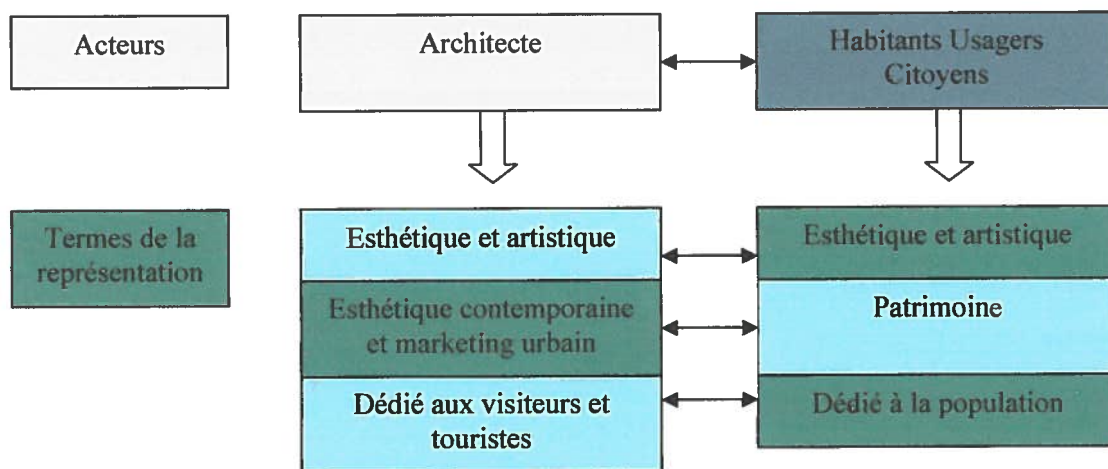 Acteurs
Architecte
Habitants Usagers
Citoyens
Termes de la
représentation
Esthétique et artistique
Esthétique contemporaine
et marketing urbain
Dédié aux visiteurs et
touristes
Esthétique et artistique
Patrimoine
Dédié à la population